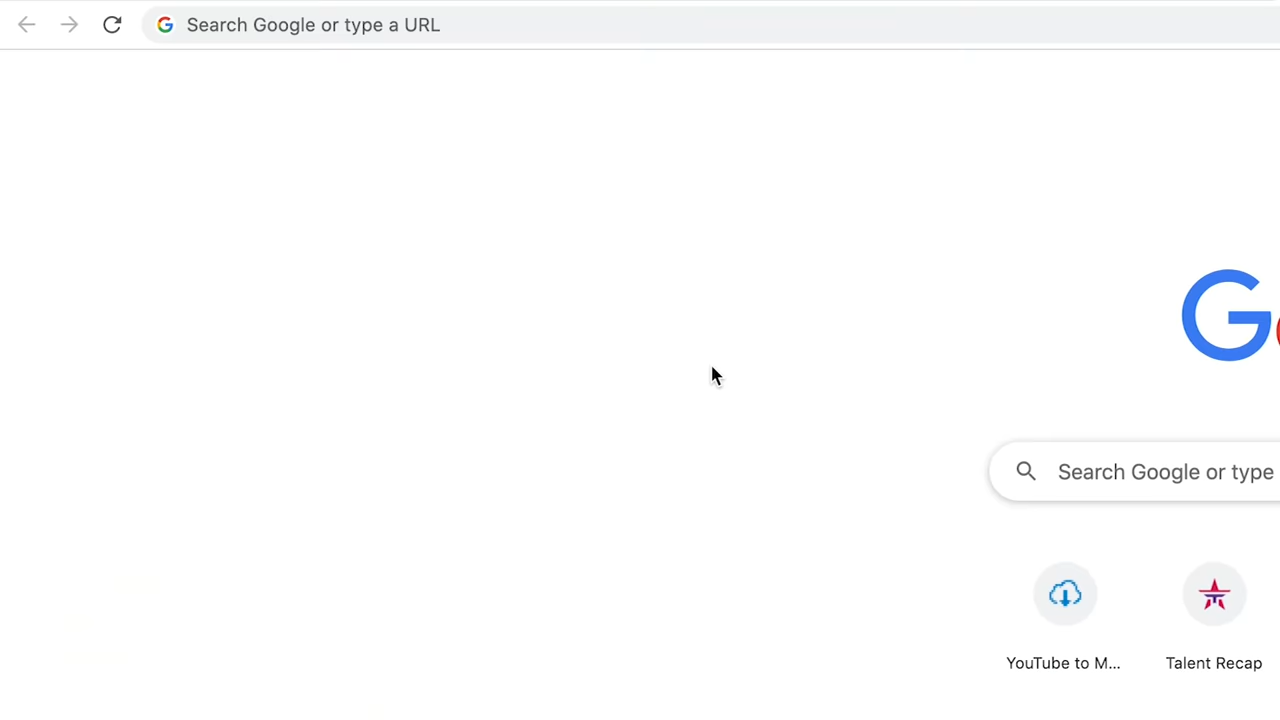 Search Google or type a URL
G
Search Google or type
YouTube to M...
Talent Recap